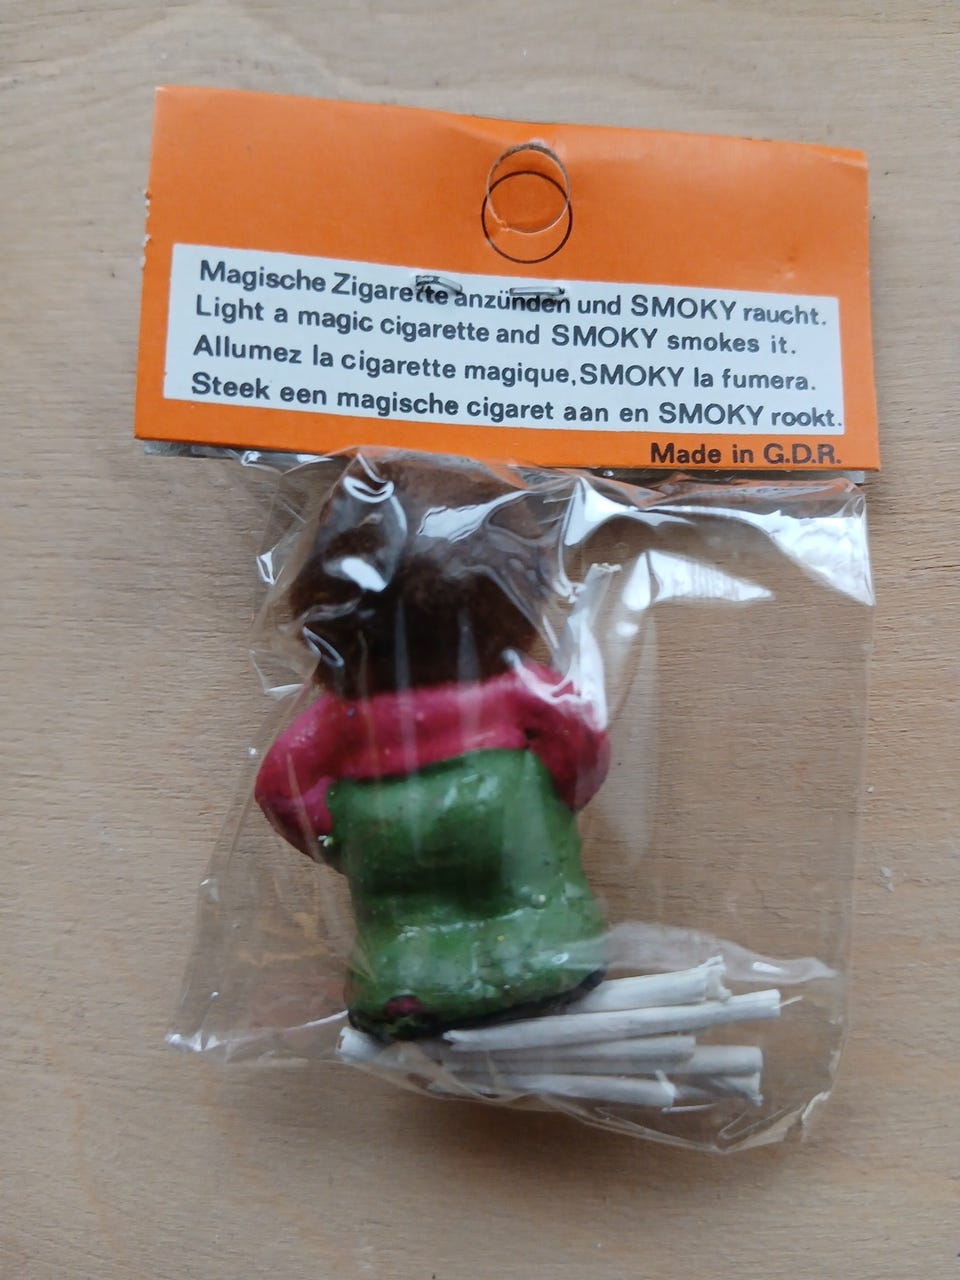 Magische Zigarette anzünden und SMOKY raucht.
Light a magic cigarette and SMOKY smokes it.
Allumez la cigarette magique, SMOKY la fumera.
Steek een magische cigaret aan en SMOKY rookt.
Made in G.D.R.